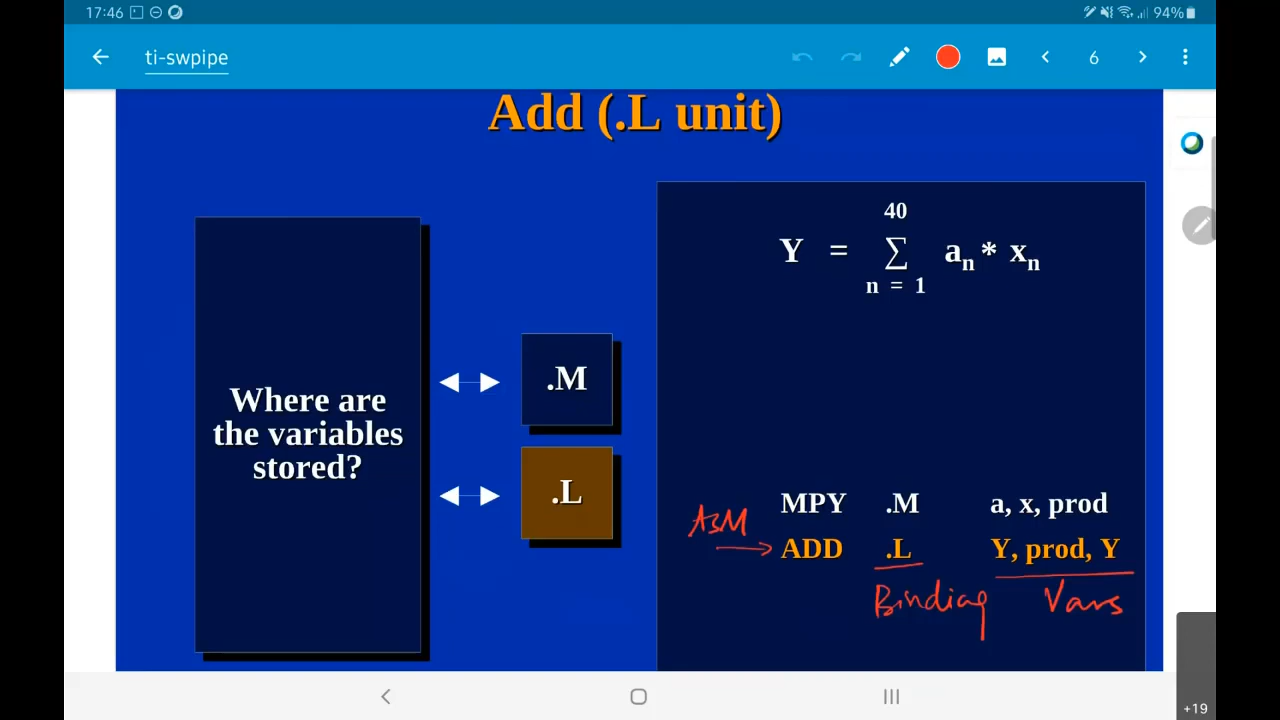 17:46 94%
ti-swpipe 6
Add (.L unit)
40
Y = ∑ an * xn
n = 1
.M
Where are
the variables
stored?
.L
MPY .M a, x, prod
ASM
ADD .L Y, prod, Y
Binding Vars
+19